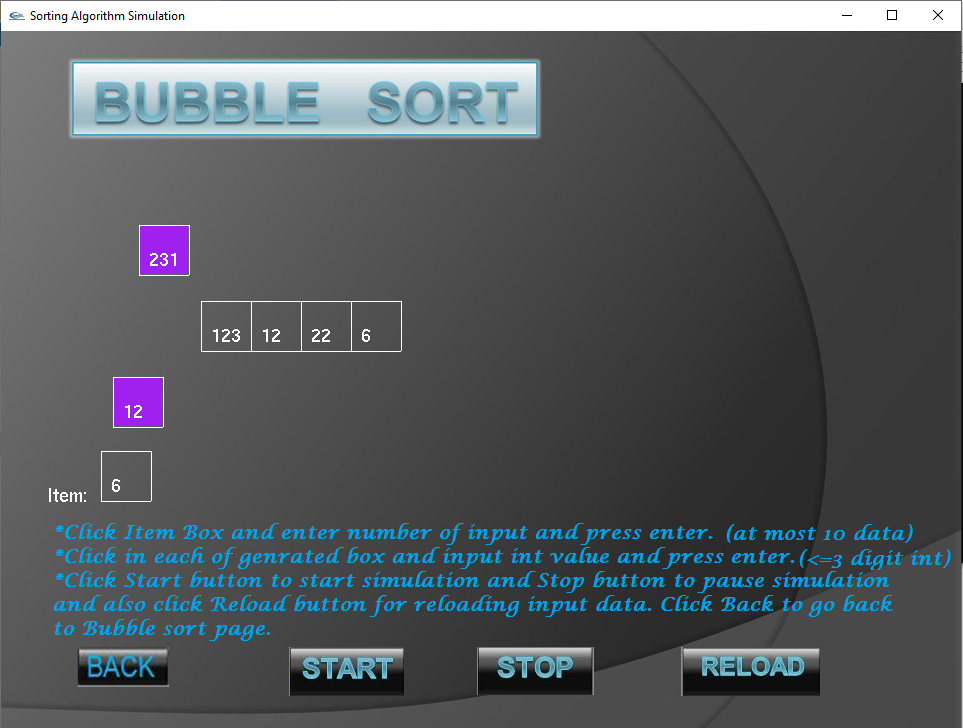 Sorting Algorithm Simulation
BUBBLE SORT
231
123 12 22 6
12
Item: 6
*Click Item Box and enter number of input and press enter. (at most 10 data)
*Click in each of genrated box and input int value and press enter.(<=3 digit int)
*Click Start button to start simulation and Stop button to pause simulation
and also click Reload button for reloading input data. Click Back to go back
to Bubble sort page.
BACK START STOP RELOAD